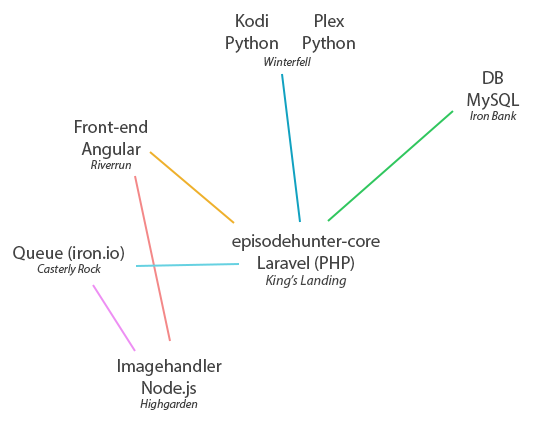 Kodi
Python
Plex
Python
Winterfell
DB
MySQL
Iron Bank
Front-end
Angular
Riverrun
episodehunter-core
Laravel (PHP)
King's Landing
Queue (iron.io)
Casterly Rock
Imagehandler
Node.js
Highgarden